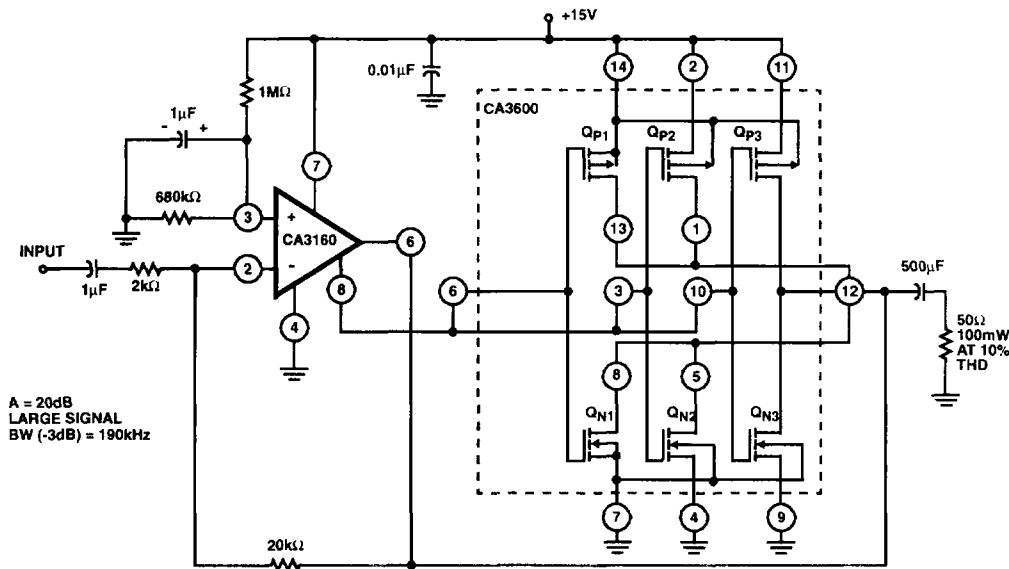 +15V
14
2
11
0.01µF
1MΩ
CA3600
1µF
- +
QP1
QP2
QP3
7
680kΩ
3
+
CA3160
6
13
1
INPUT
1µF
2kΩ
2
-
8
6
3
10
12
500µF
4
50Ω
100mW
AT 10%
THD
8
5
A = 20dB
LARGE SIGNAL
BW (-3dB) = 190kHz
QN1
QN2
QN3
7
4
9
20kΩ